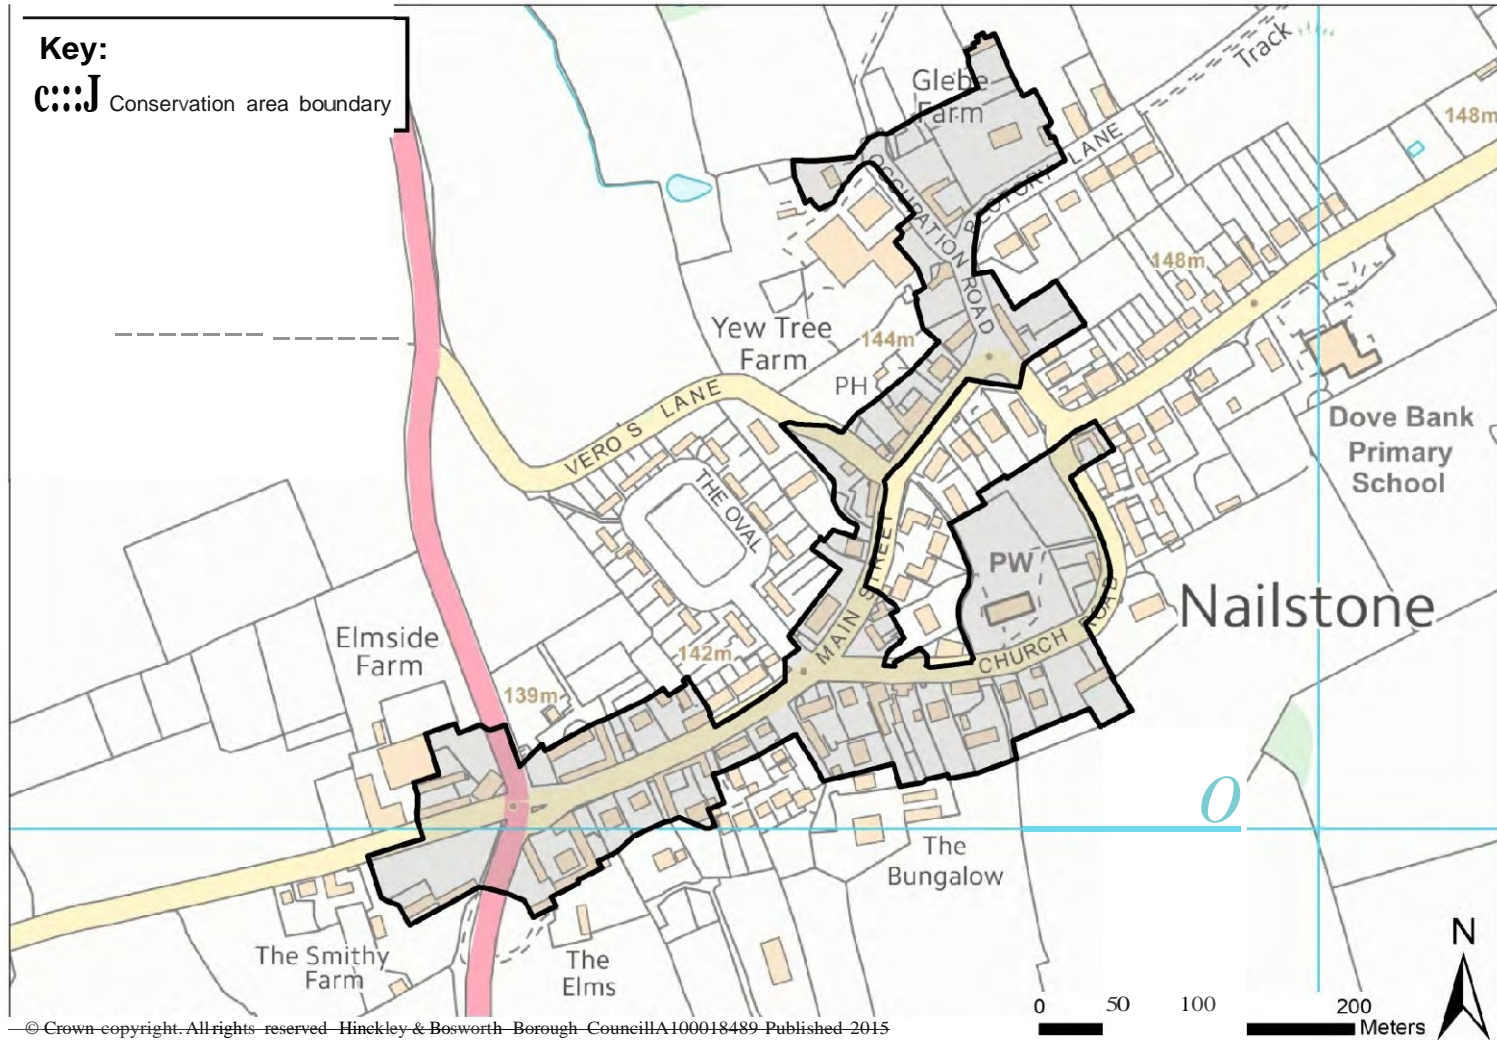 Key:
c:::J Conservation area boundary
Track
Glebe
Farm
148m
OCCUPATION ROAD
RECTORY LANE
148m
Yew Tree
Farm
144m
PH
VERO S LANE
THE OVAL
Dove Bank
Primary
School
MAIN STREET
PW
Nailstone
CHURCH ROAD
Elmside
Farm
142m
139m
0
The
Bungalow
The Smithy
Farm
The
Elms
N
0 50 100 200
Meters
© Crown copyright. All rights reserved Hinckley & Bosworth Borough CouncillA100018489 Published 2015